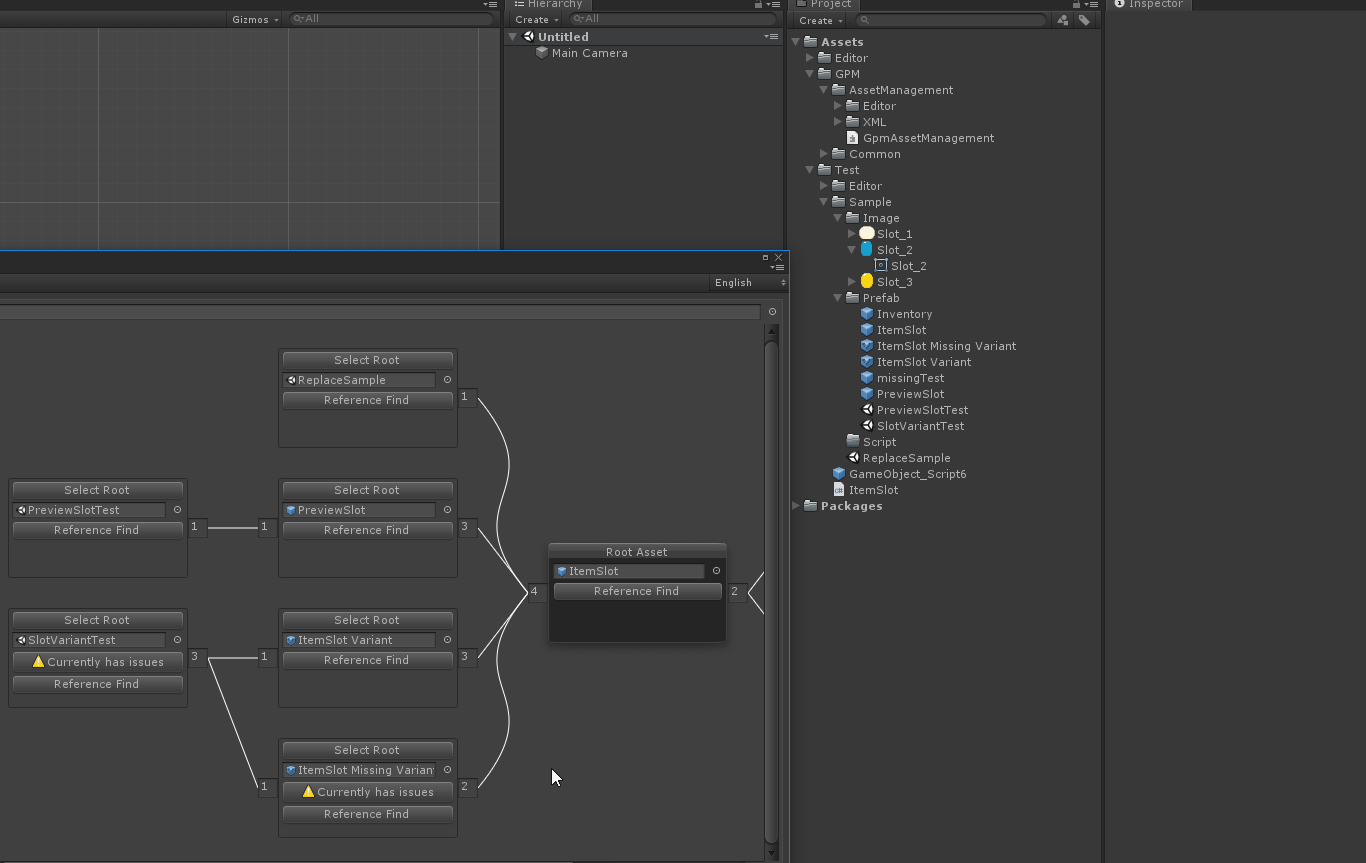 Gizmos
All
Hierarchy
Create
All
Untitled
Main Camera
Project
Create
Assets
Editor
GPM
AssetManagement
Editor
XML
GpmAssetManagement
Common
Test
Editor
Sample
Image
Slot_1
Slot_2
Slot_2
Slot_3
Prefab
Inventory
ItemSlot
ItemSlot Missing Variant
ItemSlot Variant
missingTest
PreviewSlot
PreviewSlotTest
SlotVariantTest
Script
ReplaceSample
GameObject_Script6
ItemSlot
Packages
Inspector
English
Select Root
ReplaceSample
Reference Find
1
Select Root
PreviewSlotTest
Reference Find
1
1
Select Root
PreviewSlot
Reference Find
3
Select Root
SlotVariantTest
Currently has issues
Reference Find
3
1
Select Root
ItemSlot Variant
Reference Find
3
1
Select Root
ItemSlot Missing Varian
Currently has issues
Reference Find
2
4
Root Asset
ItemSlot
Reference Find
2